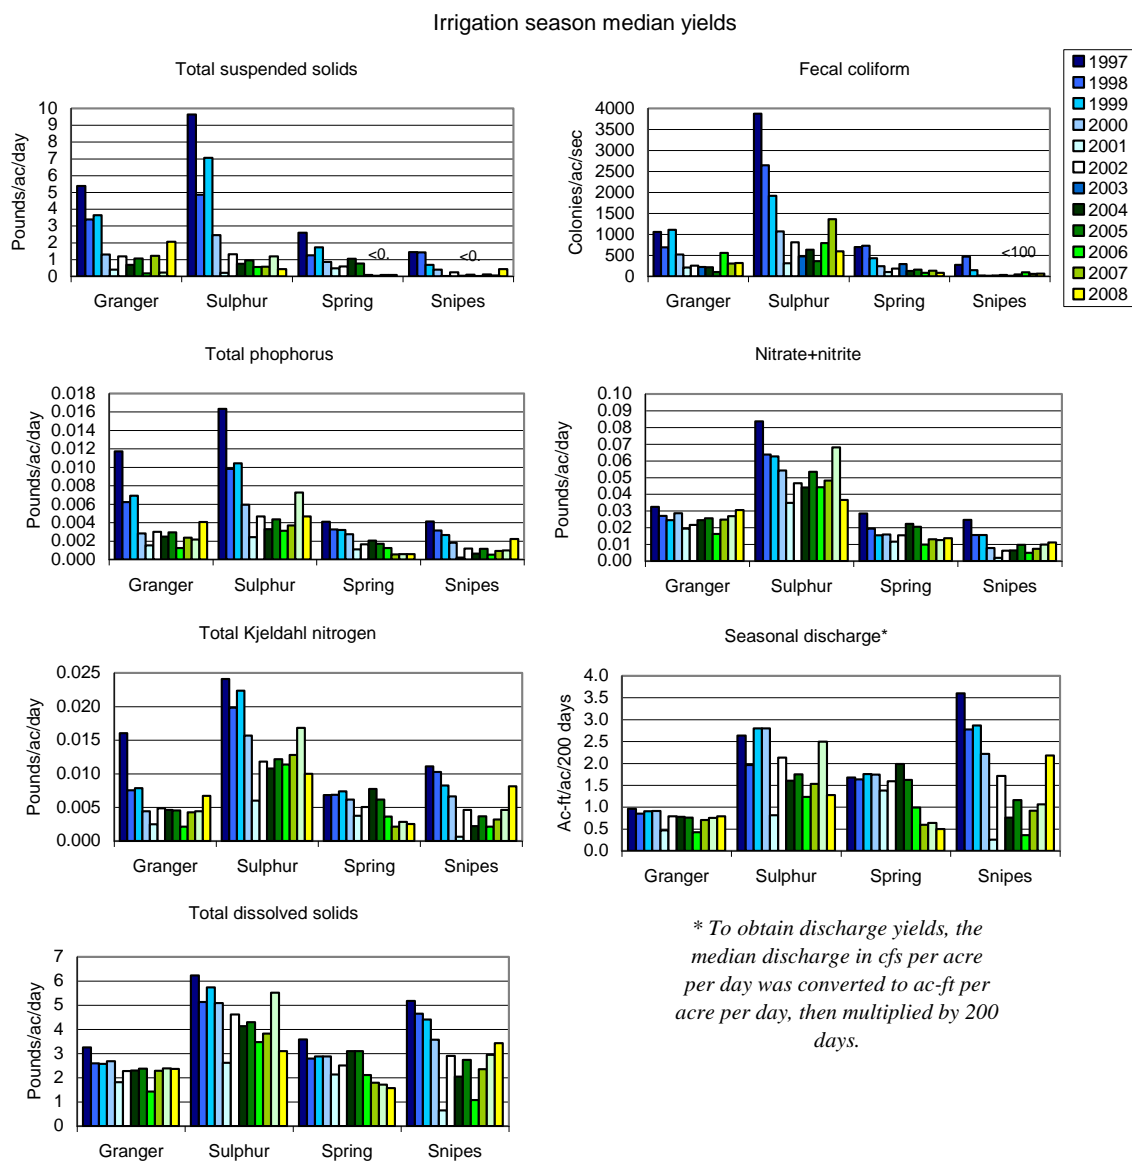 Irrigation season median yields
Total suspended solids
Pounds/ac/day
10
9
8
7
6
5
4
3
2
1
0
<0.
<0.
Granger Sulphur Spring Snipes
Fecal coliform
Colonies/ac/sec
4000
3500
3000
2500
2000
1500
1000
500
0
<100
Granger Sulphur Spring Snipes
1997
1998
1999
2000
2001
2002
2003
2004
2005
2006
2007
2008
Total phophorus
Pounds/ac/day
0.018
0.016
0.014
0.012
0.010
0.008
0.006
0.004
0.002
0.000
Granger Sulphur Spring Snipes
Nitrate+nitrite
Pounds/ac/day
0.10
0.09
0.08
0.07
0.06
0.05
0.04
0.03
0.02
0.01
0.00
Granger Sulphur Spring Snipes
Total Kjeldahl nitrogen
Pounds/ac/day
0.025
0.020
0.015
0.010
0.005
0.000
Granger Sulphur Spring Snipes
Seasonal discharge*
Ac-ft/ac/200 days
4.0
3.5
3.0
2.5
2.0
1.5
1.0
0.5
0.0
Granger Sulphur Spring Snipes
Total dissolved solids
Pounds/ac/day
7
6
5
4
3
2
1
0
Granger Sulphur Spring Snipes
* To obtain discharge yields, the
median discharge in cfs per acre
per day was converted to ac-ft per
acre per day, then multiplied by 200
days.